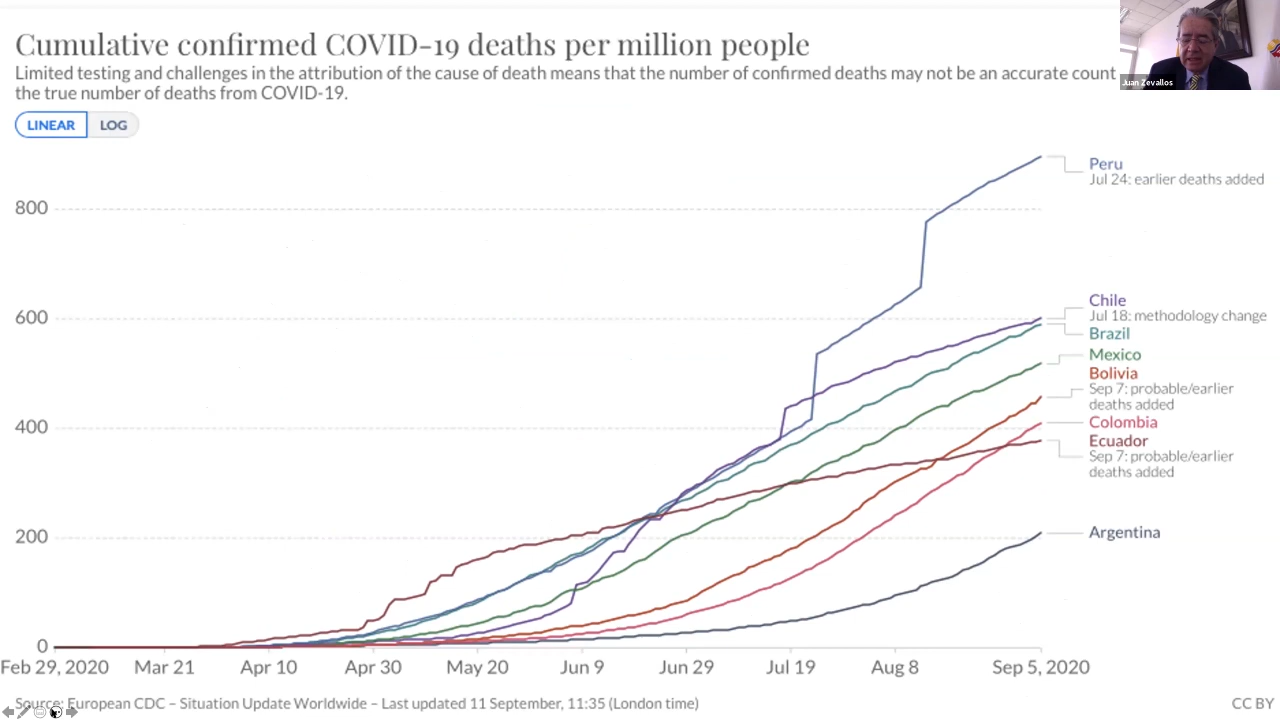 Cumulative confirmed COVID-19 deaths per million people
Limited testing and challenges in the attribution of the cause of death means that the number of confirmed deaths may not be an accurate count
the true number of deaths from COVID-19.
LINEAR LOG
Juan Zevallos
800
600
400
200
0
Peru
Jul 24: earlier deaths added
Chile
Jul 18: methodology change
Brazil
Mexico
Bolivia
Sep 7: probable/earlier
deaths added
Colombia
Ecuador
Sep 7: probable/earlier
deaths added
Argentina
Feb 29, 2020 Mar 21 Apr 10 Apr 30 May 20 Jun 9 Jun 29 Jul 19 Aug 8 Sep 5, 2020
Source: European CDC – Situation Update Worldwide – Last updated 11 September, 11:35 (London time)
CC BY